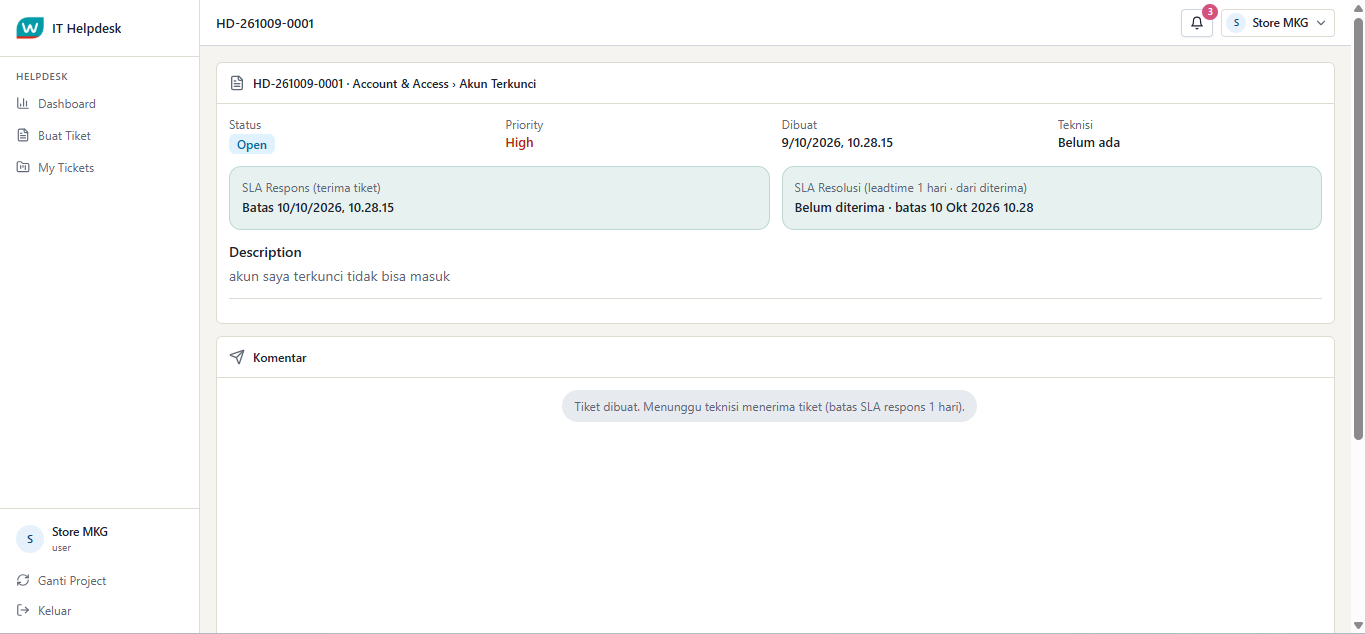 W IT Helpdesk
HD-261009-0001
3
S Store MKG
HELPDESK
Dashboard
Buat Tiket
My Tickets
HD-261009-0001 · Account & Access › Akun Terkunci
Status
Open
Priority
High
Dibuat
9/10/2026, 10.28.15
Teknisi
Belum ada
SLA Respons (terima tiket)
Batas 10/10/2026, 10.28.15
SLA Resolusi (leadtime 1 hari · dari diterima)
Belum diterima · batas 10 Okt 2026 10.28
Description
akun saya terkunci tidak bisa masuk
Komentar
Tiket dibuat. Menunggu teknisi menerima tiket (batas SLA respons 1 hari).
S
Store MKG
user
Ganti Project
Keluar